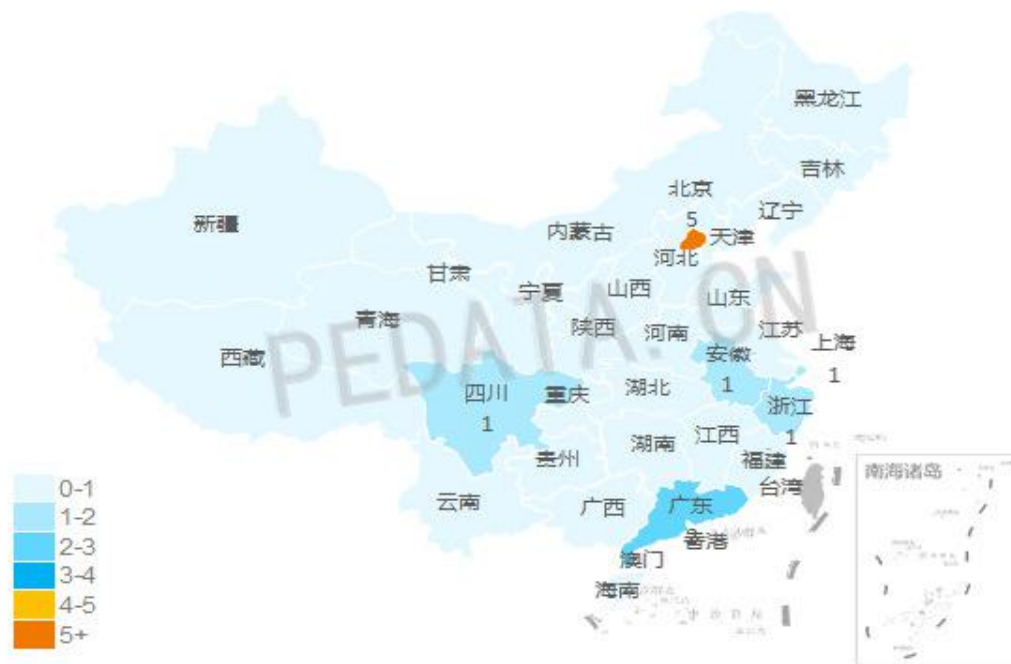 黑龙江
吉林
北京
5
辽宁
新疆
内蒙古
天津
河北
甘肃
宁夏
山西
山东
青海
陕西
河南
江苏
上海
1
西藏
安徽
1
四川
1
重庆
湖北
浙江
1
湖南
江西
贵州
福建
台湾
云南
广西
广东
香港
澳门
海南
南海诸岛
PEDATA.CN
0-1
1-2
2-3
3-4
4-5
5+